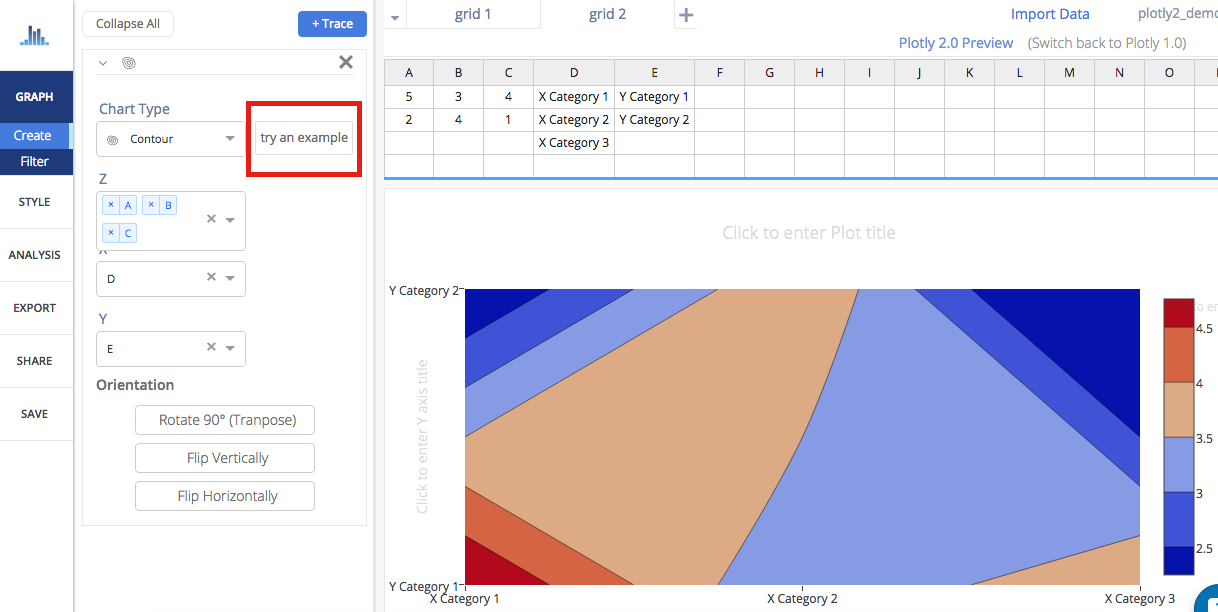 Collapse All
+ Trace
GRAPH
Create
Filter
STYLE
ANALYSIS
EXPORT
SHARE
SAVE
Chart Type
Contour
try an example
Z
× A × B
× C
X
D
Y
E
Orientation
Rotate 90° (Tranpose)
Flip Vertically
Flip Horizontally
grid 1 grid 2 +
Import Data plotly2_demo
Plotly 2.0 Preview (Switch back to Plotly 1.0)
A B C D E F G H I J K L M N O
5 3 4 X Category 1 Y Category 1
2 4 1 X Category 2 Y Category 2
X Category 3
Click to enter Plot title
Y Category 2
Click to enter Y axis title
Y Category 1
X Category 1 X Category 2 X Category 3
to er
4.5
4
3.5
3
2.5